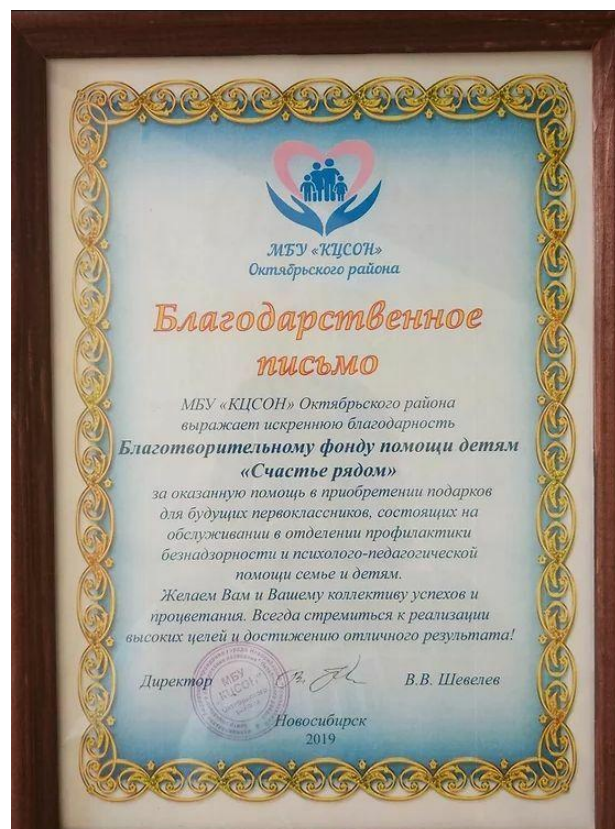 МБУ «КЦСОН»
Октябрьского района
Благодарственное
письмо
МБУ «КЦСОН» Октябрьского района
выражает искреннюю благодарность
Благотворительному фонду помощи детям
«Счастье рядом»
за оказанную помощь в приобретении подарков
для будущих первоклассников, состоящих на
обслуживании в отделении профилактики
безнадзорности и психолого-педагогической
помощи семье и детям.
Желаем Вам и Вашему коллективу успехов и
процветания. Всегда стремиться к реализации
высоких целей и достижению отличного результата!
Директор В.В. Шевелев
МБУ
"КЦСОН"
Новосибирск
2019